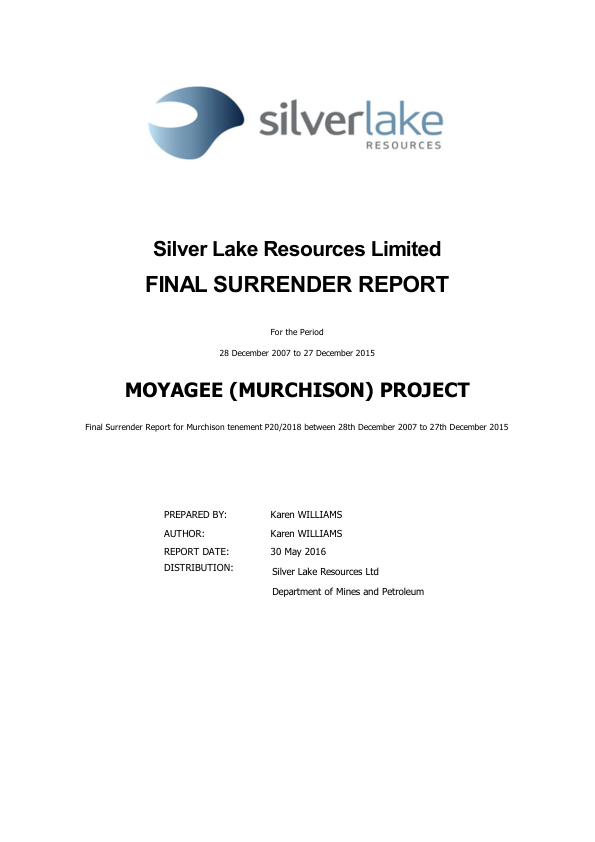 silverlake
RESOURCES
Silver Lake Resources Limited
FINAL SURRENDER REPORT
For the Period
28 December 2007 to 27 December 2015
MOYAGEE (MURCHISON) PROJECT
Final Surrender Report for Murchison tenement P20/2018 between 28th December 2007 to 27th December 2015
PREPARED BY: Karen WILLIAMS
AUTHOR: Karen WILLIAMS
REPORT DATE: 30 May 2016
DISTRIBUTION: Silver Lake Resources Ltd
Department of Mines and Petroleum